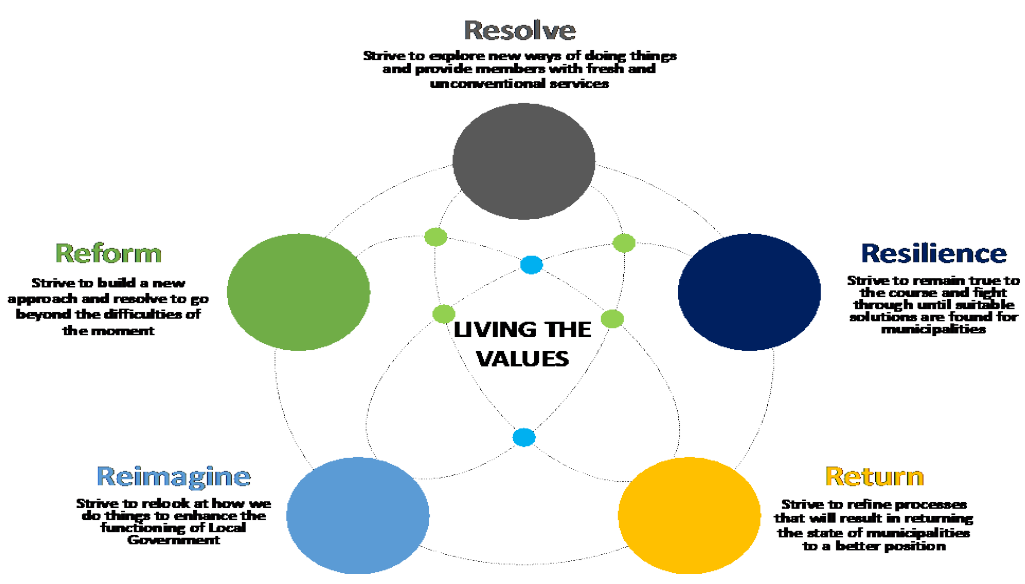 Resolve
Strive to explore new ways of doing things
and provide members with fresh and
unconventional services
Reform
Strive to build a new
approach and resolve to go
beyond the difficulties of
the moment
Resilience
Strive to remain true to
the course and fight
through until suitable
solutions are found for
municipalities
LIVING THE
VALUES
Reimagine
Strive to relook at how we
do things to enhance the
functioning of Local
Government
Return
Strive to refine processes
that will result in returning
the state of municipalities
to a better position